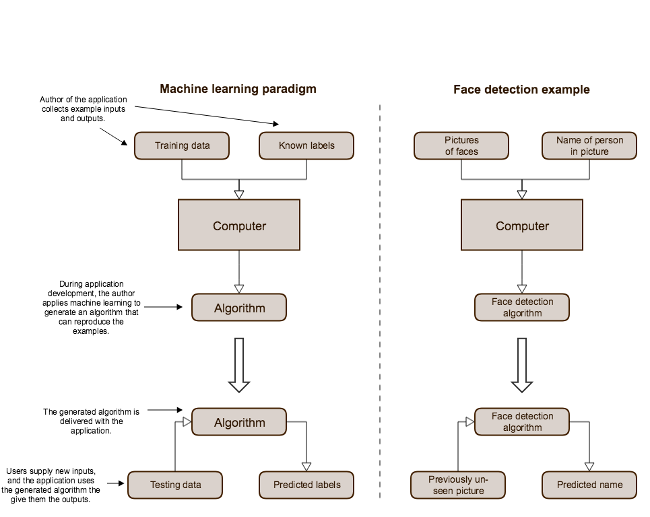 Machine learning paradigm
Face detection example
Author of the application
collects example inputs
and outputs.
Training data
Known labels
Pictures
of faces
Name of person
in picture
Computer
Computer
During application
development, the author
applies machine learning to
generate an algorithm that
can reproduce the
examples.
Algorithm
Face detection
algorithm
The generated algorithm is
delivered with the
application.
Algorithm
Face detection
algorithm
Users supply new inputs,
and the application uses
the generated algorithm the
give them the outputs.
Testing data
Predicted labels
Previously un-
seen picture
Predicted name